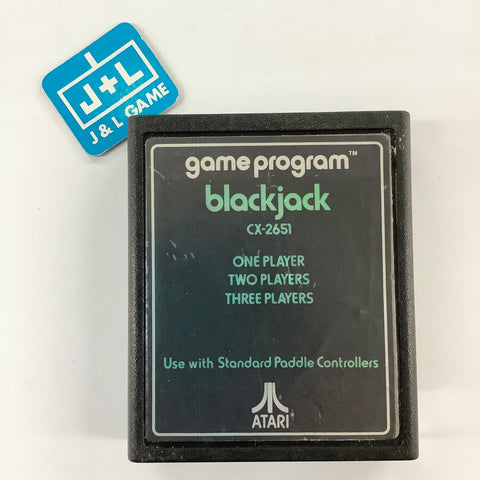 J+L
J & L GAME
game program™
blackjack
CX-2651
ONE PLAYER
TWO PLAYERS
THREE PLAYERS
Use with Standard Paddle Controllers
ATARI®